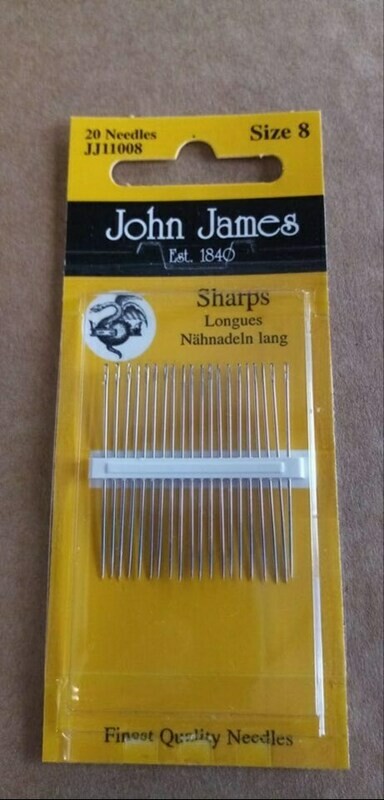 20 Needles
JJ11008
Size 8
John James
Est. 1840
Sharps
Longues
Nähnadeln lang
Finest Quality Needles